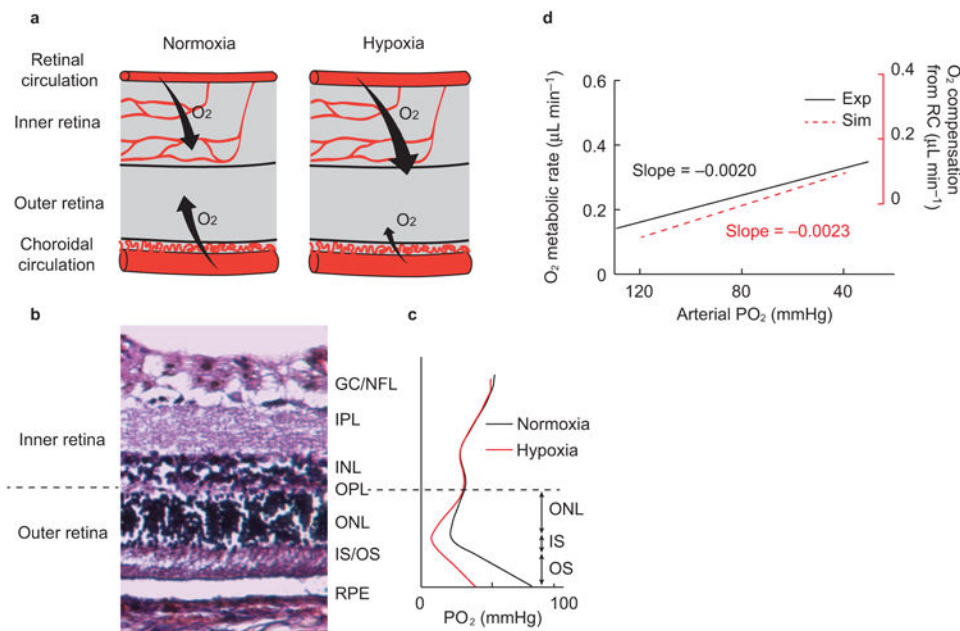 a
Normoxia
Hypoxia
Retinal
circulation
Inner retina
Outer retina
Choroidal
circulation
O₂
O₂
O₂
O₂
b
Inner retina
Outer retina
GC/NFL
IPL
INL
OPL
ONL
IS/OS
RPE
c
Normoxia
Hypoxia
ONL
IS
OS
0
100
PO₂ (mmHg)
d
O₂ metabolic rate (μL min⁻¹)
0.6
0.4
0.2
0
120
80
40
Arterial PO₂ (mmHg)
Exp
Sim
Slope = –0.0020
Slope = –0.0023
0.4
0.2
0
O₂ compensation
from RC (μL min⁻¹)